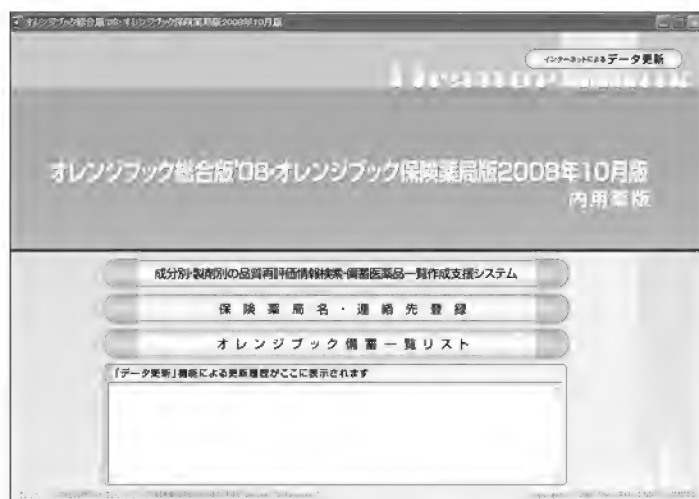 オレンジブック総合版'08・オレンジブック保険薬局版2008年10月版
インターネットによるデータ更新
オレンジブック総合版'08・オレンジブック保険薬局版2008年10月版
内用薬版
成分別・製剤別の品質再評価情報検索・備蓄医薬品一覧作成支援システム
保険薬局名・連絡先登録
オレンジブック備蓄一覧リスト
「データ更新」機能による更新履歴がここに表示されます